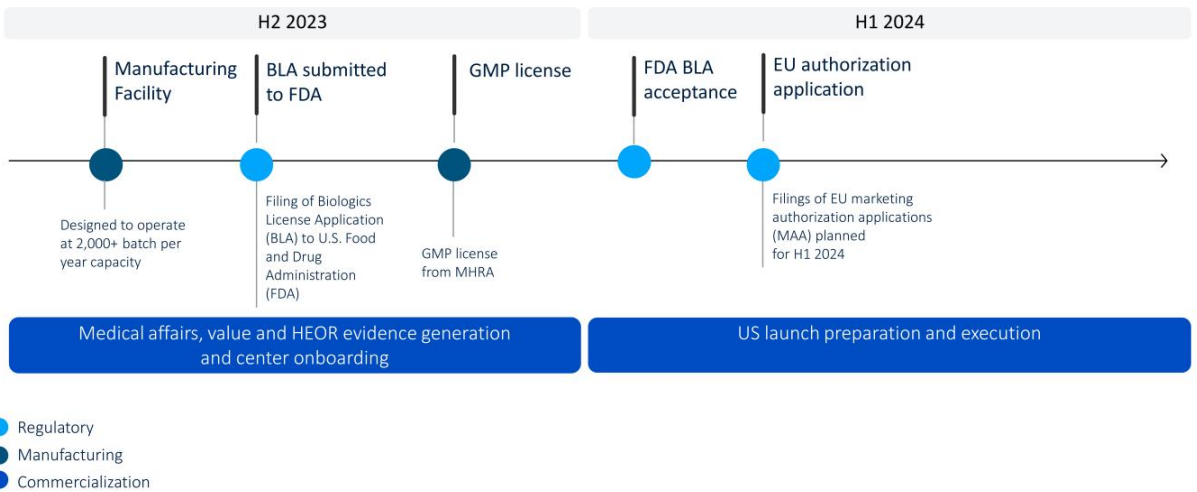 H2 2023
H1 2024
Manufacturing
Facility
BLA submitted
to FDA
GMP license
FDA BLA
acceptance
EU authorization
application
Designed to operate
at 2,000+ batch per
year capacity
Filing of Biologics
License Application
(BLA) to U.S. Food
and Drug
Administration
(FDA)
GMP license
from MHRA
Filings of EU marketing
authorization applications
(MAA) planned
for H1 2024
Medical affairs, value and HEOR evidence generation
and center onboarding
US launch preparation and execution
Regulatory
Manufacturing
Commercialization